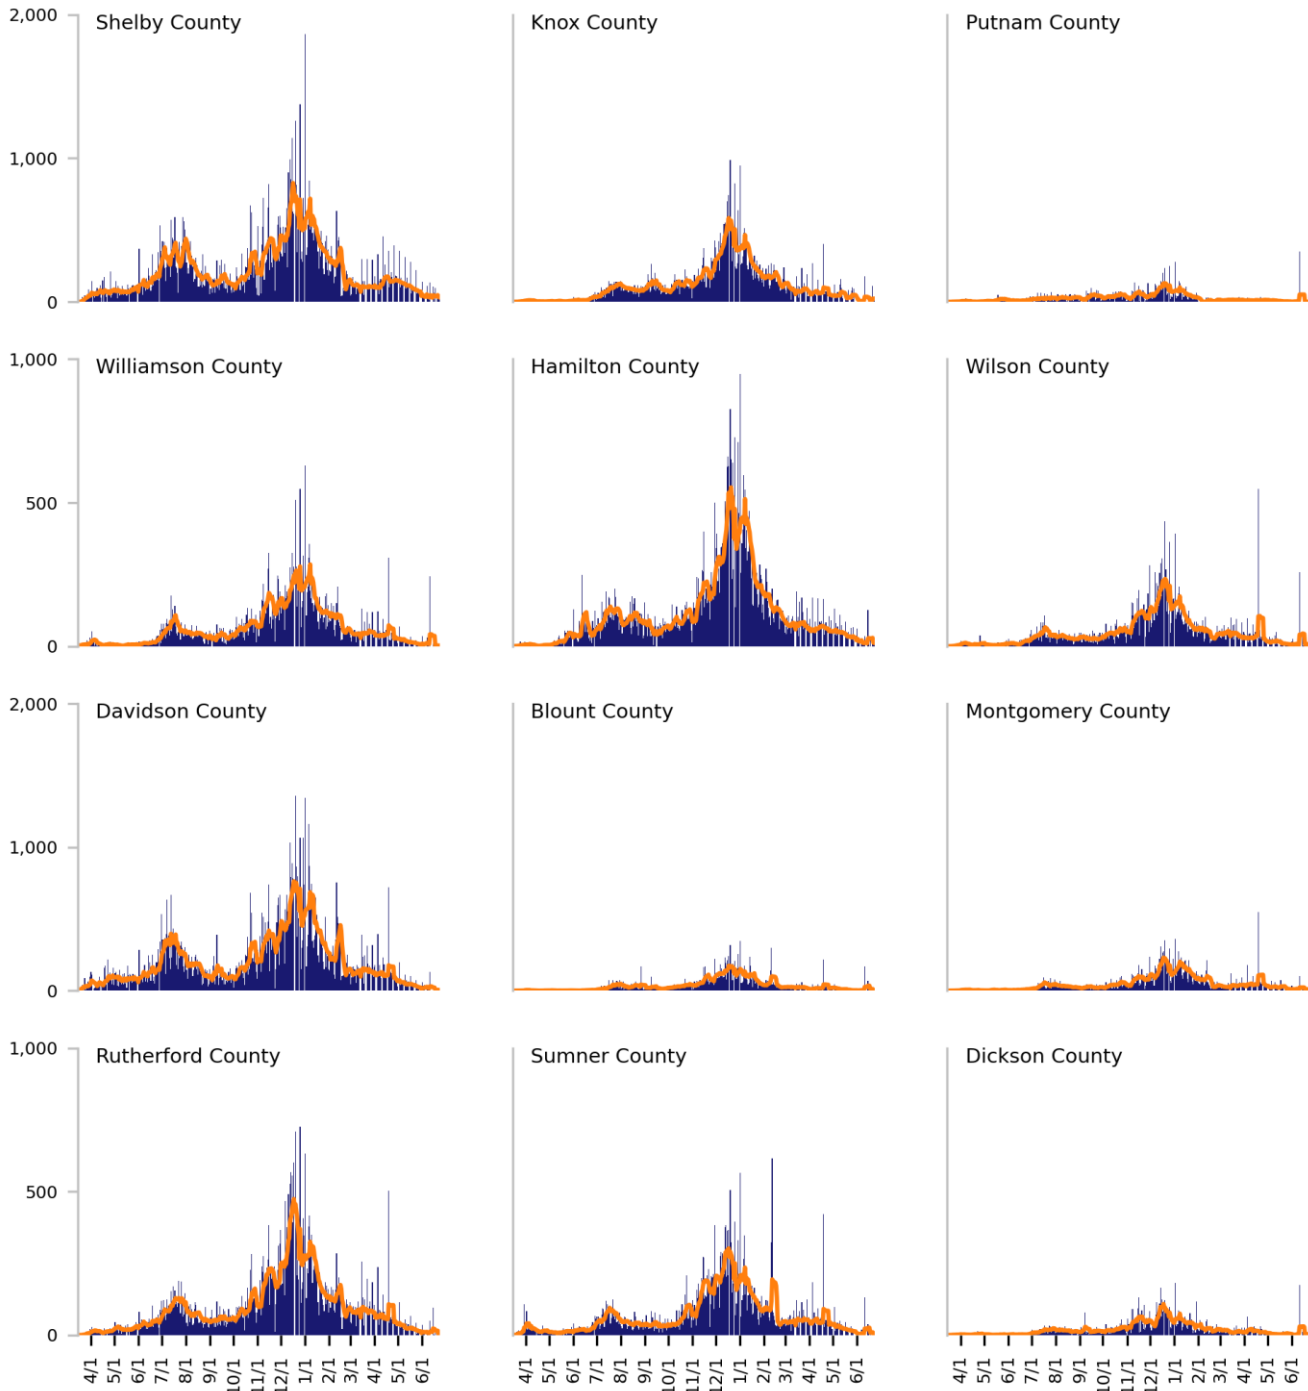 2,000
Shelby County
Knox County
Putnam County
1,000
0
1,000
Williamson County
Hamilton County
Wilson County
500
0
2,000
Davidson County
Blount County
Montgomery County
1,000
0
1,000
Rutherford County
Sumner County
Dickson County
500
0
4/1 5/1 6/1 7/1 8/1 9/1 10/1 11/1 12/1 1/1 2/1 3/1 4/1 5/1 6/1
4/1 5/1 6/1 7/1 8/1 9/1 10/1 11/1 12/1 1/1 2/1 3/1 4/1 5/1 6/1
4/1 5/1 6/1 7/1 8/1 9/1 10/1 11/1 12/1 1/1 2/1 3/1 4/1 5/1 6/1